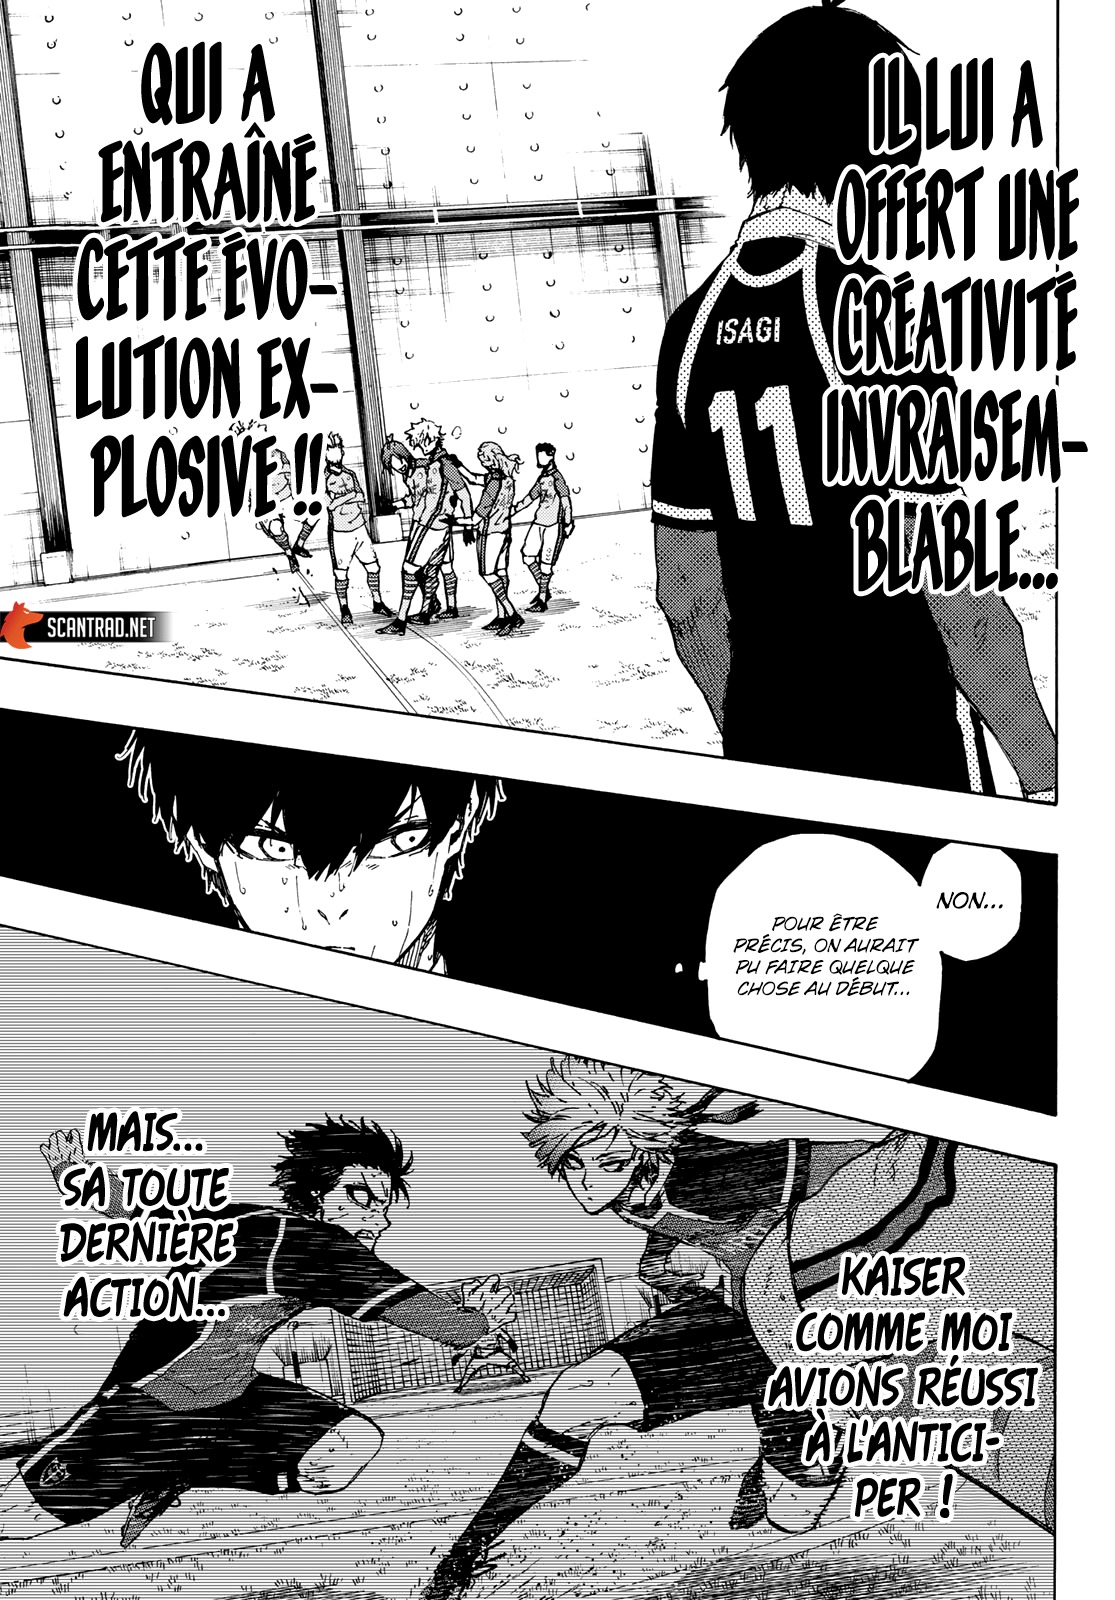 IL LUI A
OFFERT UNE
CRÉATIVITÉ
INVRAISEM-
BLABLE...
QUI A
ENTRAÎNÉ
CETTE ÉVO-
LUTION EX-
PLOSIVE !!
ISAGI
11
SCANTRAD.NET
NON...
POUR ÊTRE
PRÉCIS, ON AURAIT
PU FAIRE QUELQUE
CHOSE AU DÉBUT...
KAISER
COMME MOI
AVIONS RÉUSSI
À L'ANTICI-
PER !
MAIS...
SA TOUTE
DERNIÈRE
ACTION...